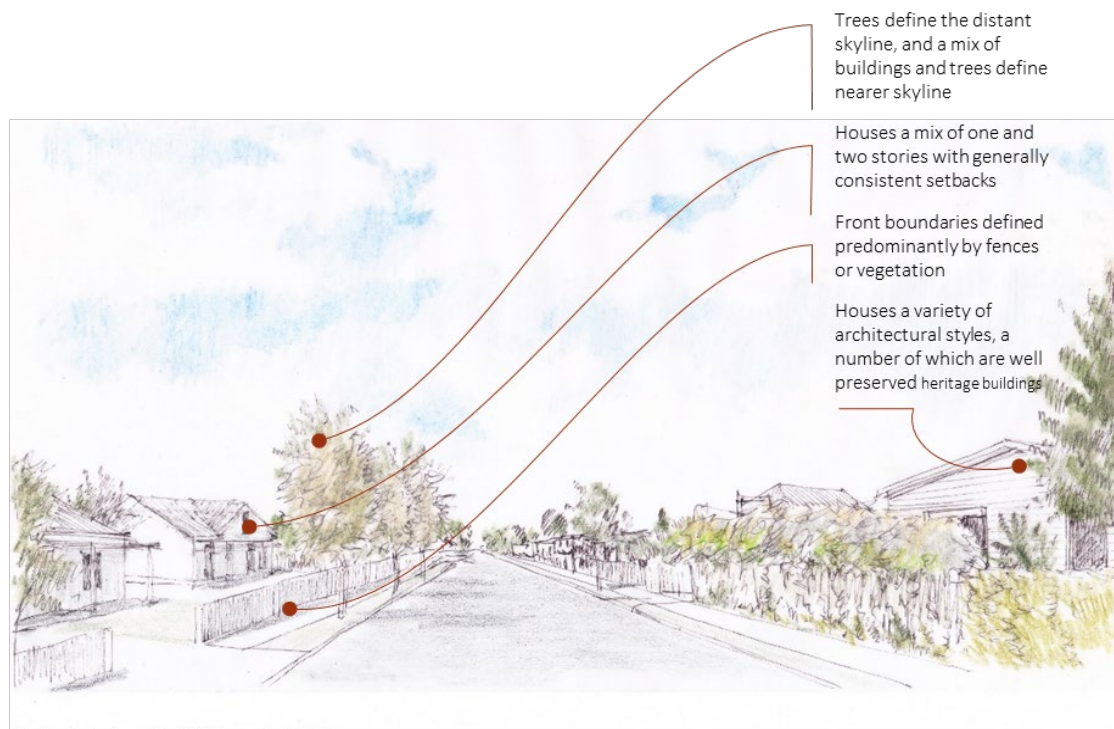 Trees define the distant
skyline, and a mix of
buildings and trees define
nearer skyline
Houses a mix of one and
two stories with generally
consistent setbacks
Front boundaries defined
predominantly by fences
or vegetation
Houses a variety of
architectural styles, a
number of which are well
preserved heritage buildings